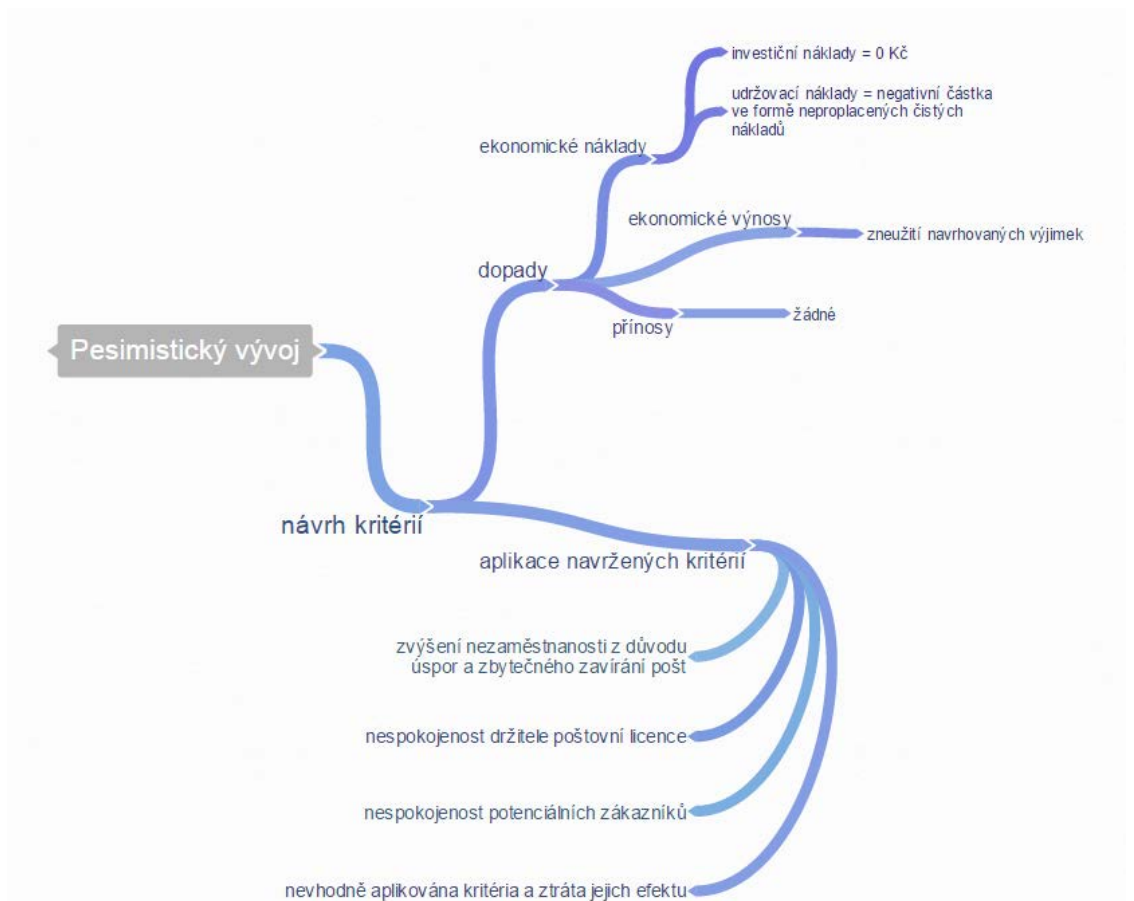 investiční náklady = 0 Kč
udržovací náklady = negativní částka
ve formě neproplacených čistých
nákladů
ekonomické náklady
ekonomické výnosy
zneužití navrhovaných výjimek
dopady
přínosy
žádné
Pesimistický vývoj
návrh kritérií
aplikace navržených kritérií
zvýšení nezaměstnanosti z důvodu
úspor a zbytečného zavírání pošt
nespokojenost držitele poštovní licence
nespokojenost potenciálních zákazníků
nevhodně aplikována kritéria a ztráta jejich efektu